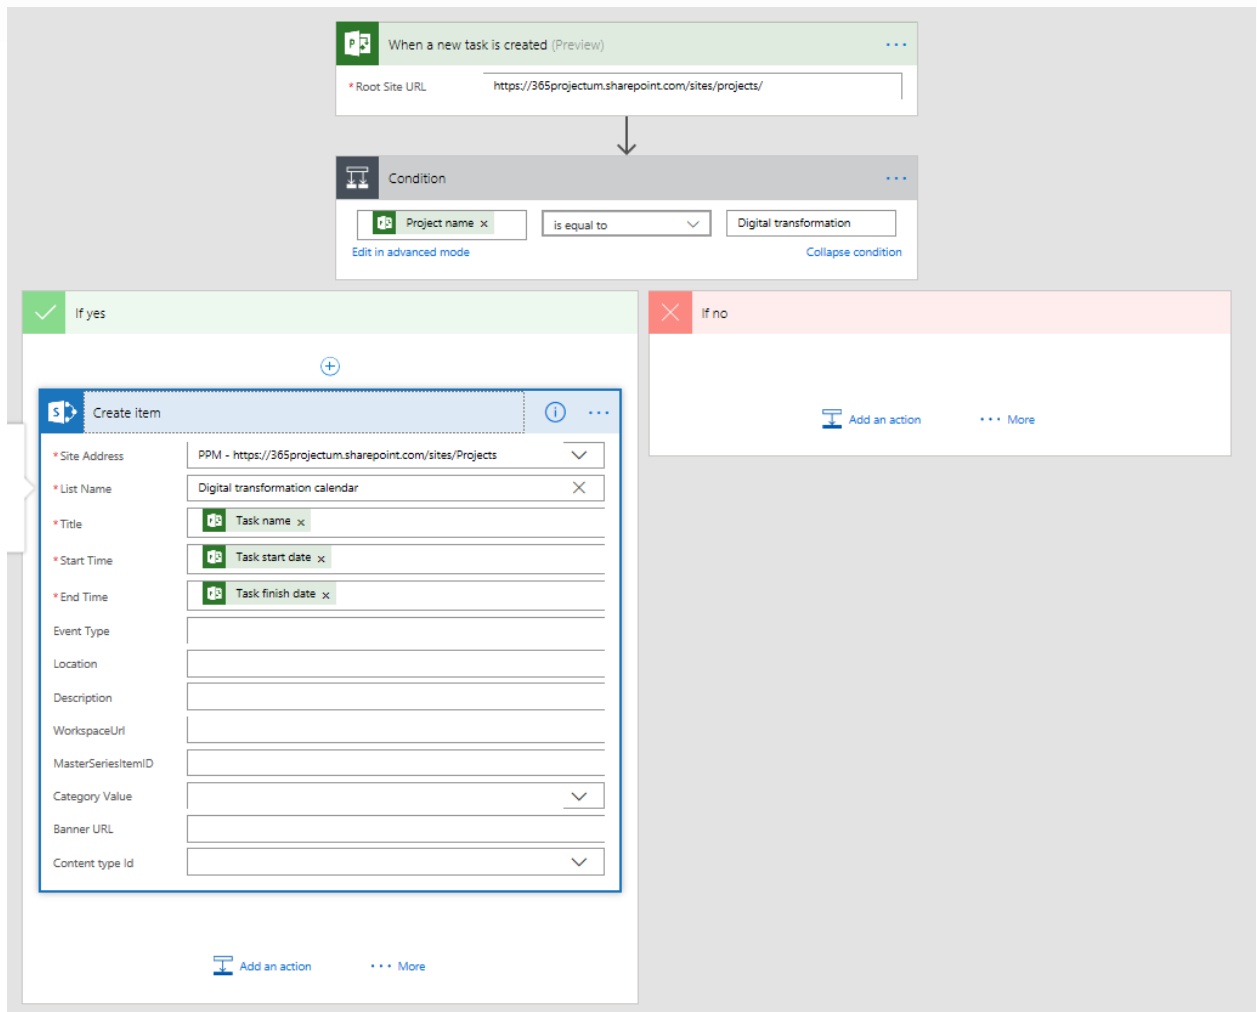 When a new task is created (Preview)
* Root Site URL https://365projectum.sharepoint.com/sites/projects/
Condition
Project name × is equal to Digital transformation
Edit in advanced mode Collapse condition
If yes
Create item
* Site Address PPM - https://365projectum.sharepoint.com/sites/Projects
* List Name Digital transformation calendar
* Title Task name ×
* Start Time Task start date ×
* End Time Task finish date ×
Event Type
Location
Description
WorkspaceUrl
MasterSeriesItemID
Category Value
Banner URL
Content type Id
Add an action ··· More
If no
Add an action ··· More